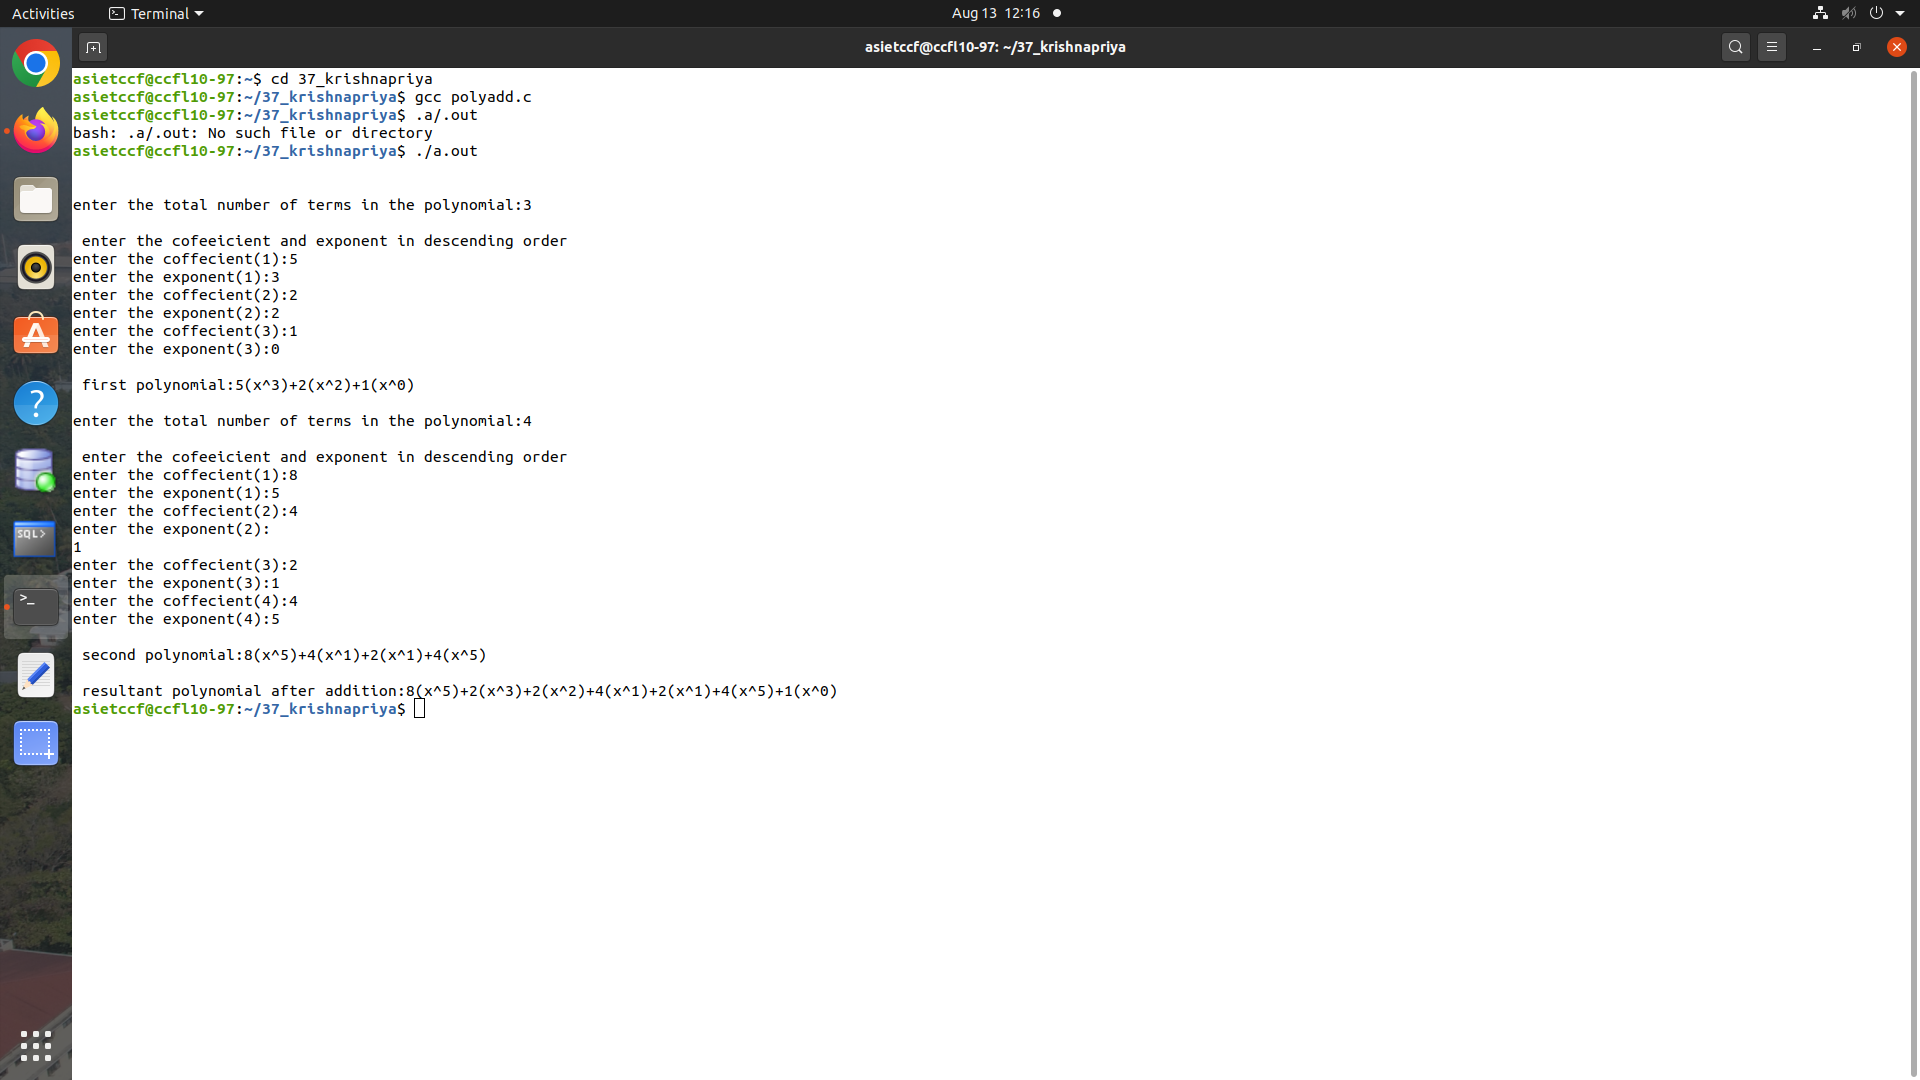 Activities
Terminal
Aug 13 12:16
asietccf@ccfl10-97: ~/37_krishnapriya
asietccf@ccfl10-97:~$ cd 37_krishnapriya
asietccf@ccfl10-97:~/37_krishnapriya$ gcc polyadd.c
asietccf@ccfl10-97:~/37_krishnapriya$ .a/.out
bash: .a/.out: No such file or directory
asietccf@ccfl10-97:~/37_krishnapriya$ ./a.out
enter the total number of terms in the polynomial:3
enter the cofeeicient and exponent in descending order
enter the coffecient(1):5
enter the exponent(1):3
enter the coffecient(2):2
enter the exponent(2):2
enter the coffecient(3):1
enter the exponent(3):0
first polynomial:5(x^3)+2(x^2)+1(x^0)
enter the total number of terms in the polynomial:4
enter the cofeeicient and exponent in descending order
enter the coffecient(1):8
enter the exponent(1):5
enter the coffecient(2):4
enter the exponent(2):
1
enter the coffecient(3):2
enter the exponent(3):1
enter the coffecient(4):4
enter the exponent(4):5
second polynomial:8(x^5)+4(x^1)+2(x^1)+4(x^5)
resultant polynomial after addition:8(x^5)+2(x^3)+2(x^2)+4(x^1)+2(x^1)+4(x^5)+1(x^0)
asietccf@ccfl10-97:~/37_krishnapriya$
SQL>
>_